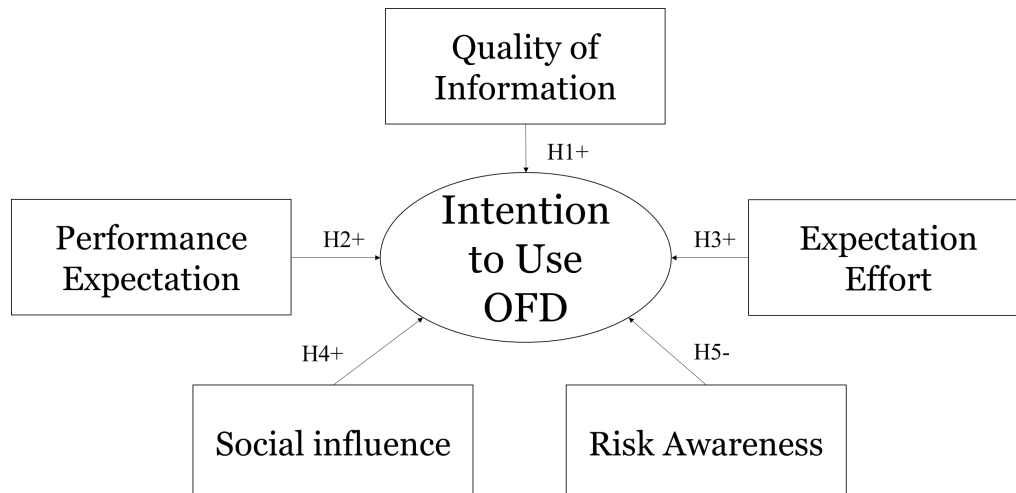 Quality of
Information
H1+
Performance
Expectation
H2+
Intention
to Use
OFD
H3+
Expectation
Effort
H4+
H5-
Social influence
Risk Awareness